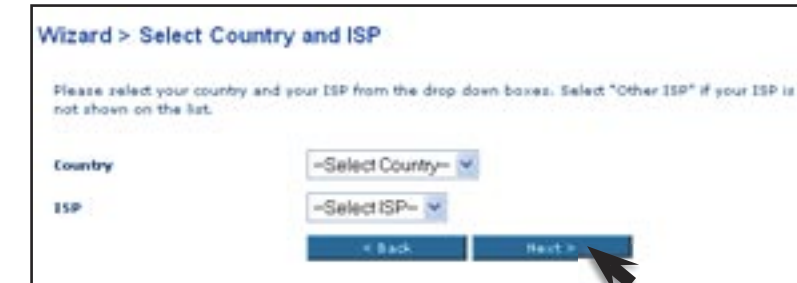 Wizard > Select Country and ISP
Please select your country and your ISP from the drop down boxes. Select "Other ISP" if your ISP is
not shown on the list.
Country --Select Country--
ISP --Select ISP--
< Back Next >